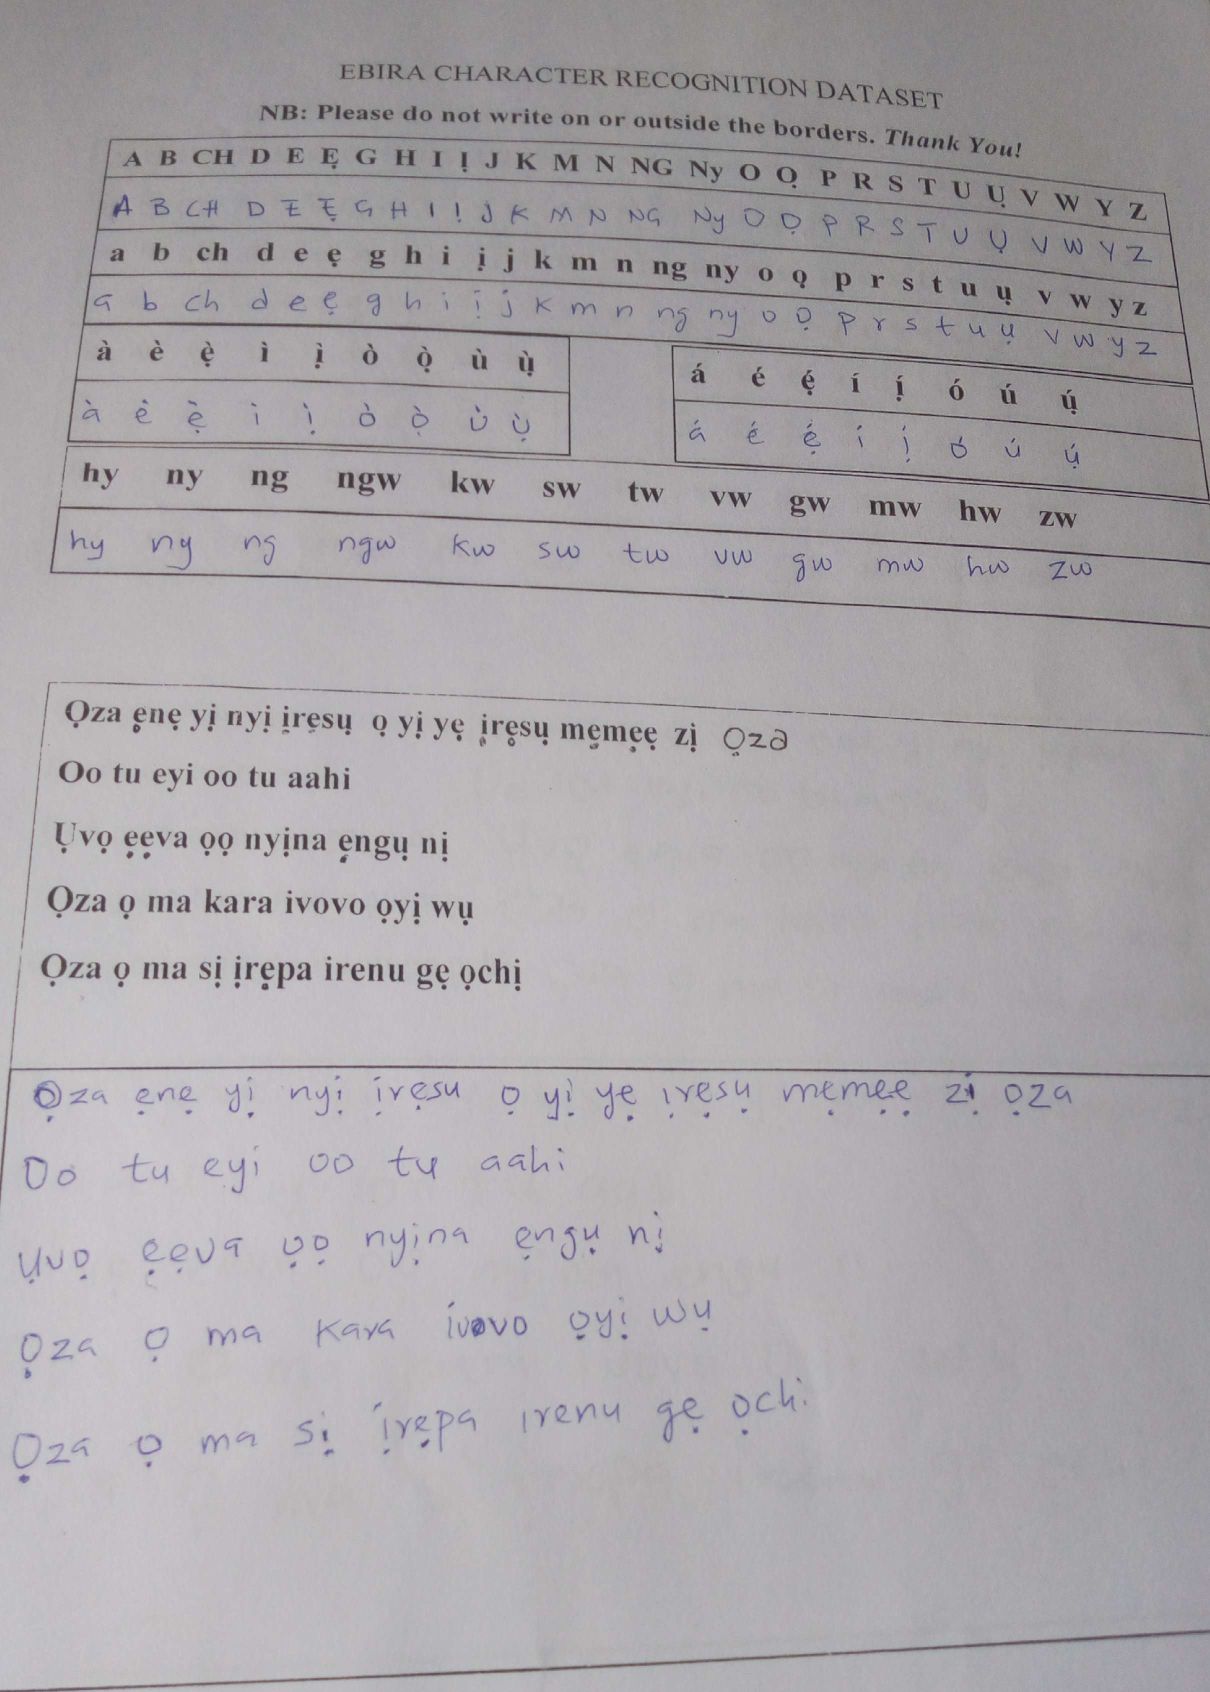 EBIRA CHARACTER RECOGNITION DATASET
NB: Please do not write on or outside the borders. Thank You!
A B CH D E Ẹ G H I Ị J K M N NG Ny O Ọ P R S T U Ụ V W Y Z
A B CH D E Ẹ G H I Ị J K M N NG Ny O Ọ P R S T U Ụ V W Y Z
a b ch d e ẹ g h i ị j k m n ng ny o ọ p r s t u ụ v w y z
a b ch d e ẹ g h i ị j k m n ng ny o ọ p r s t u ụ v w y z
à è ẹ̀ ì ị̀ ò ọ̀ ù ụ̀
á é ẹ́ í ị́ ó ú ụ́
à è ẹ̀ ì ị̀ ò ọ̀ ù ụ̀
á é ẹ́ í ị́ ó ú ụ́
hy ny ng ngw kw sw tw vw gw mw hw zw
hy ny ng ngw kw sw tw vw gw mw hw zw
Ọza ẹnẹ yị nyị ịrẹsụ ọ yị yẹ ịrẹsụ mẹmẹẹ zị Ọza
Oo tu eyi oo tu aahi
Ụvọ ẹẹva ọọ nyịna ẹngụ nị
Ọza ọ ma kara ivovo ọyị wụ
Ọza ọ ma sị ịrẹpa irenu gẹ ọchị
Ọza ẹnẹ yị nyị ịrẹsu ọ yị yẹ ịrẹsụ mẹmẹẹ zị ọza
Oo tu eyi oo tu aahi
Ụvọ ẹẹva ọọ nyịna ẹngụ nị
Ọza ọ ma kara ivovo ọyị wụ
Ọza ọ ma sị ịrẹpa irenu gẹ ọchi